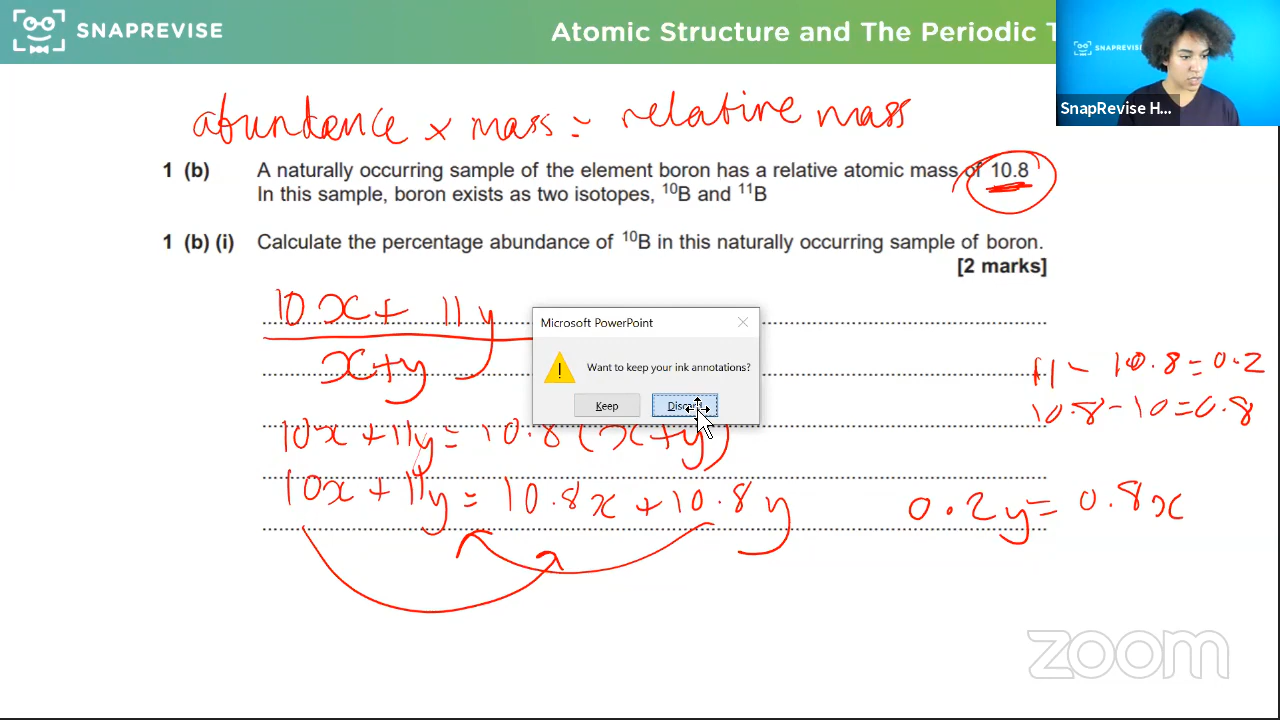 SNAPREVISE
Atomic Structure and The Periodic T
SNAPREVISE
SnapRevise H...
abundance x mass = relative mass
1 (b) A naturally occurring sample of the element boron has a relative atomic mass of 10.8
In this sample, boron exists as two isotopes, ¹⁰B and ¹¹B
1 (b) (i) Calculate the percentage abundance of ¹⁰B in this naturally occurring sample of boron.
[2 marks]
10x + 11y
x+y
Microsoft PowerPoint
Want to keep your ink annotations?
Keep
11 - 10.8=0.2
10.8-10=0.8
10x +11y = 10.8 (x+y)
10x + 11y = 10.8x +10.8y
0.2y= 0.8x
zoom